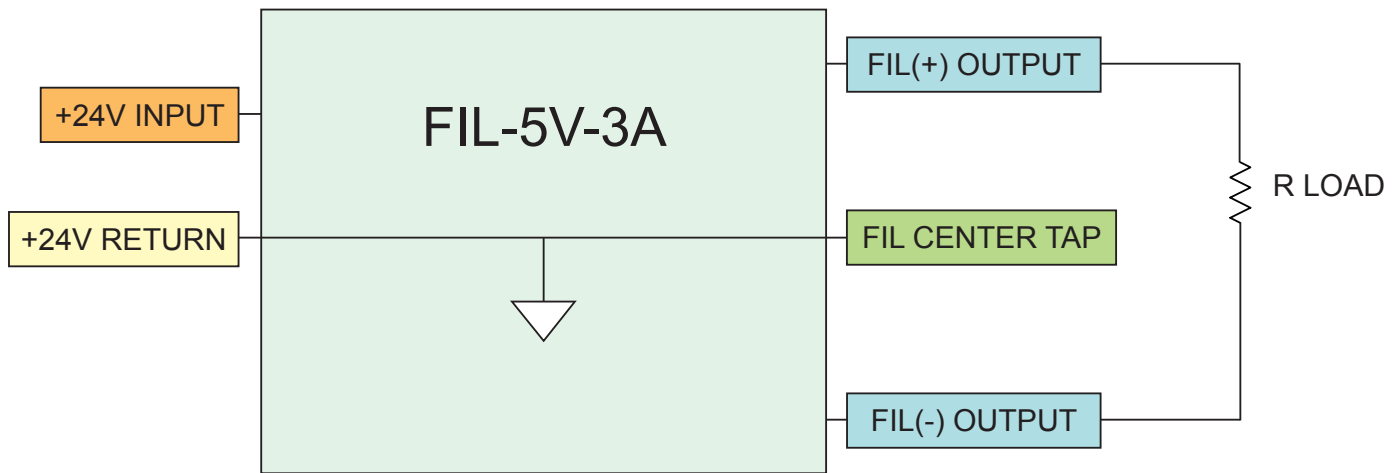 FIL(+) OUTPUT
+24V INPUT
FIL-5V-3A
R LOAD
+24V RETURN
FIL CENTER TAP
FIL(-) OUTPUT